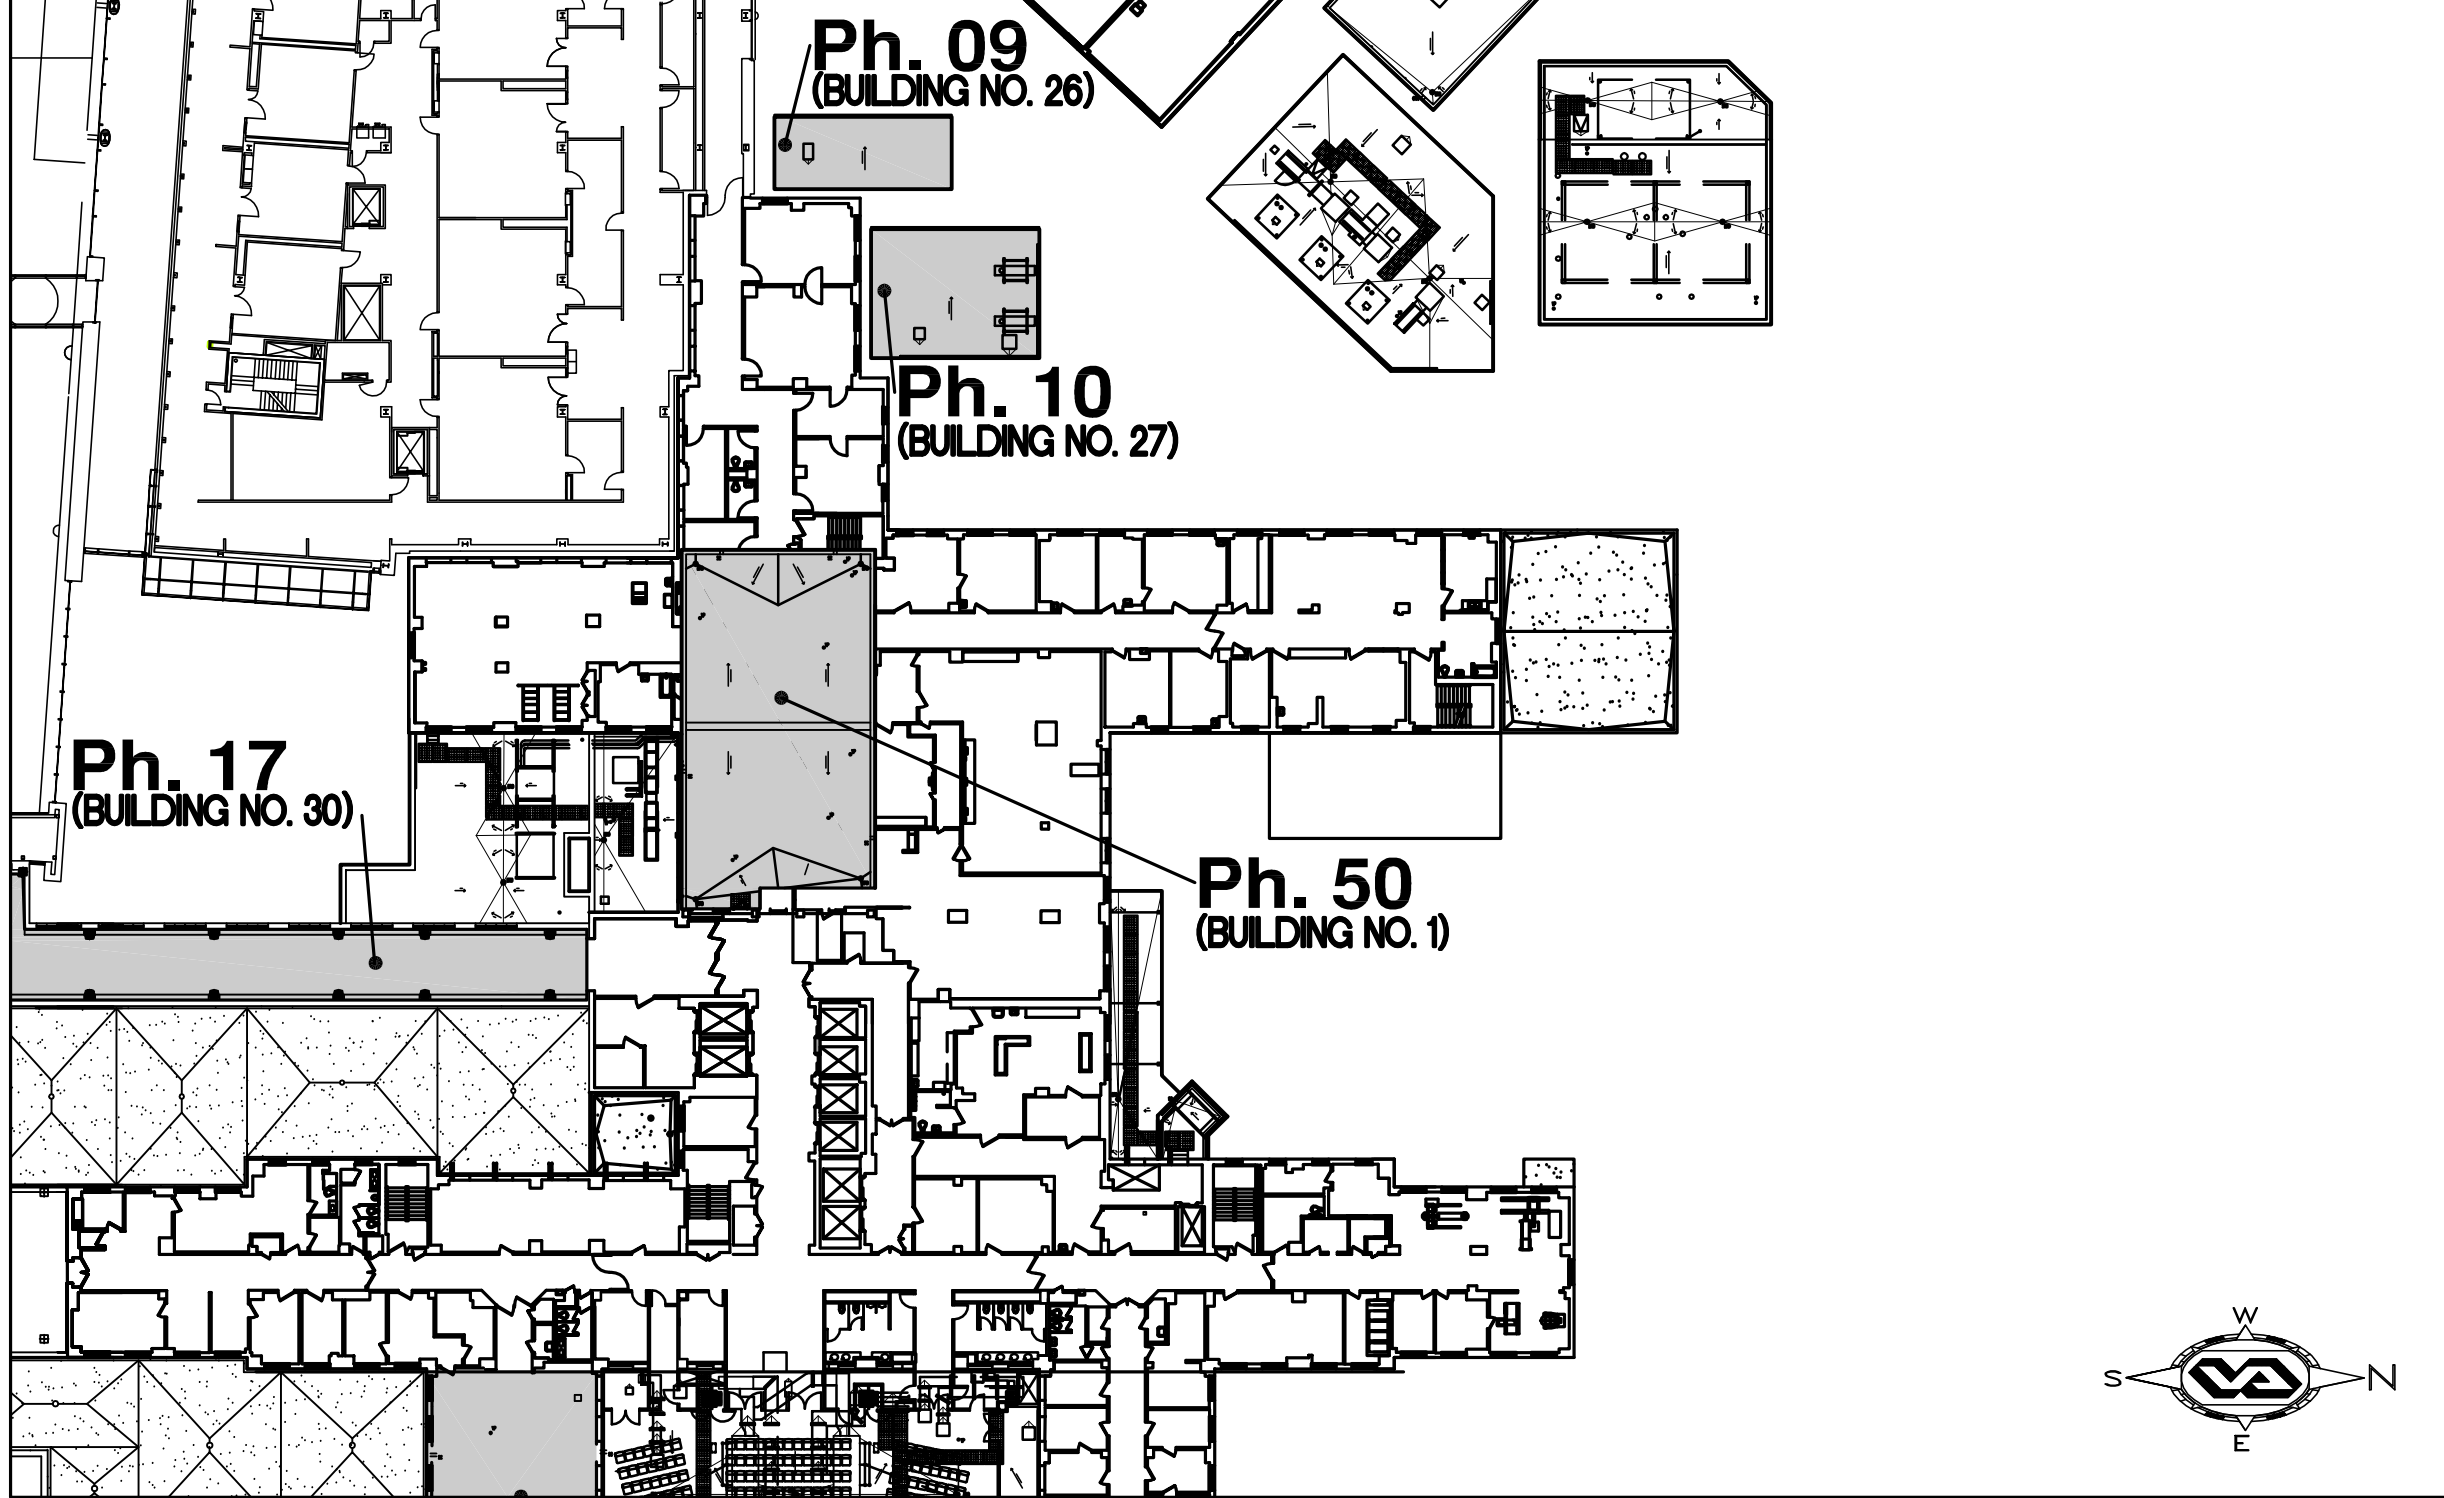 Ph. 09
(BUILDING NO. 26)
Ph. 10
(BUILDING NO. 27)
Ph. 17
(BUILDING NO. 30)
Ph. 50
(BUILDING NO. 1)
W
S
N
E